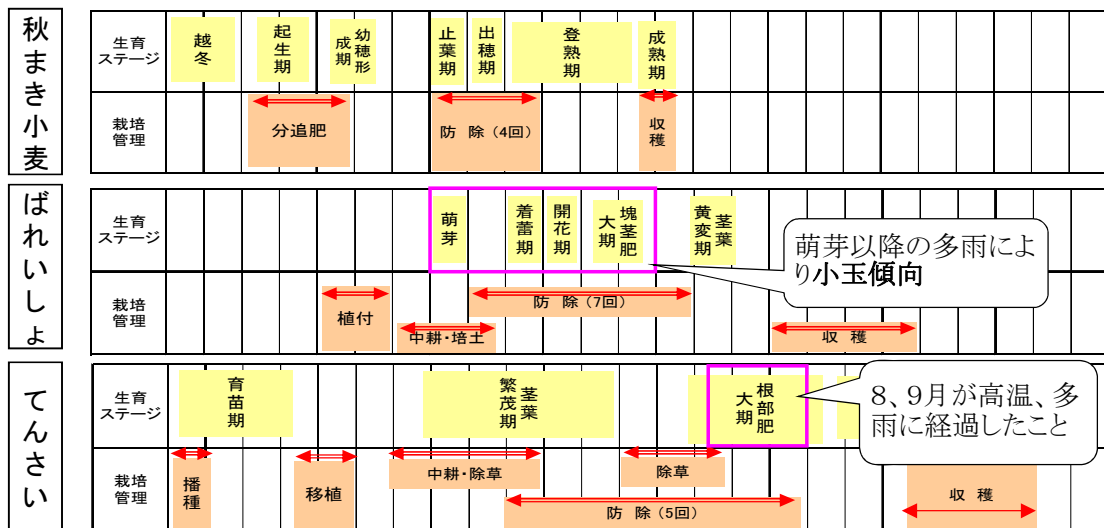 秋まき小麦
生育
ステージ
越冬
起生期
幼穂形
成期
止葉期
出穂期
登熟期
成熟期
栽培
管理
分追肥
防 除 (4回)
収穫
ばれいしょ
生育
ステージ
萌芽
着蕾期
開花期
塊茎肥
大期
茎葉
黄変期
萌芽以降の多雨によ
り小玉傾向
栽培
管理
植付
中耕・培土
防 除 (7回)
収 穫
てんさい
生育
ステージ
育苗期
茎葉
繁茂期
根部肥
大期
8、9月が高温、多
雨に経過したこと
栽培
管理
播種
移植
中耕・除草
除草
防 除 (5回)
収 穫